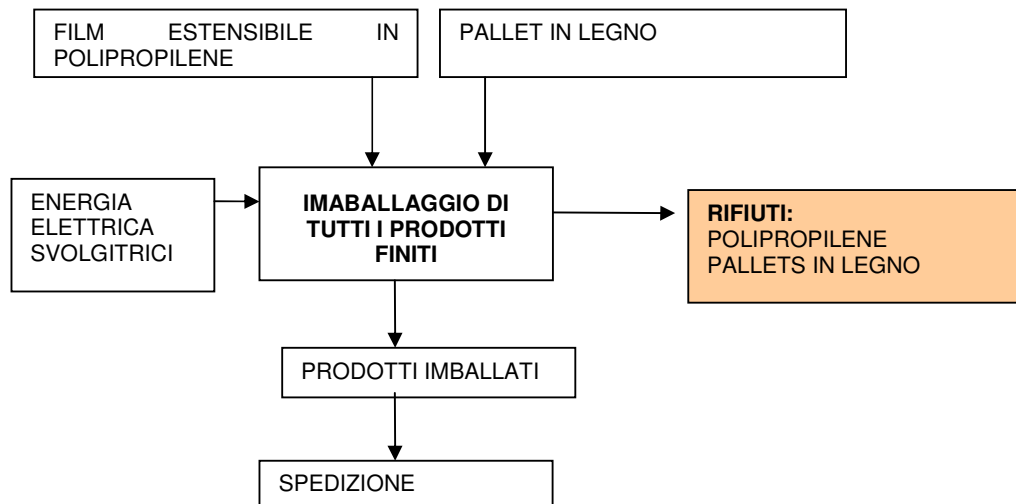 FILM ESTENSIBILE IN
POLIPROPILENE
PALLET IN LEGNO
ENERGIA
ELETTRICA
SVOLGITRICI
IMABALLAGGIO DI
TUTTI I PRODOTTI
FINITI
RIFIUTI:
POLIPROPILENE
PALLETS IN LEGNO
PRODOTTI IMBALLATI
SPEDIZIONE